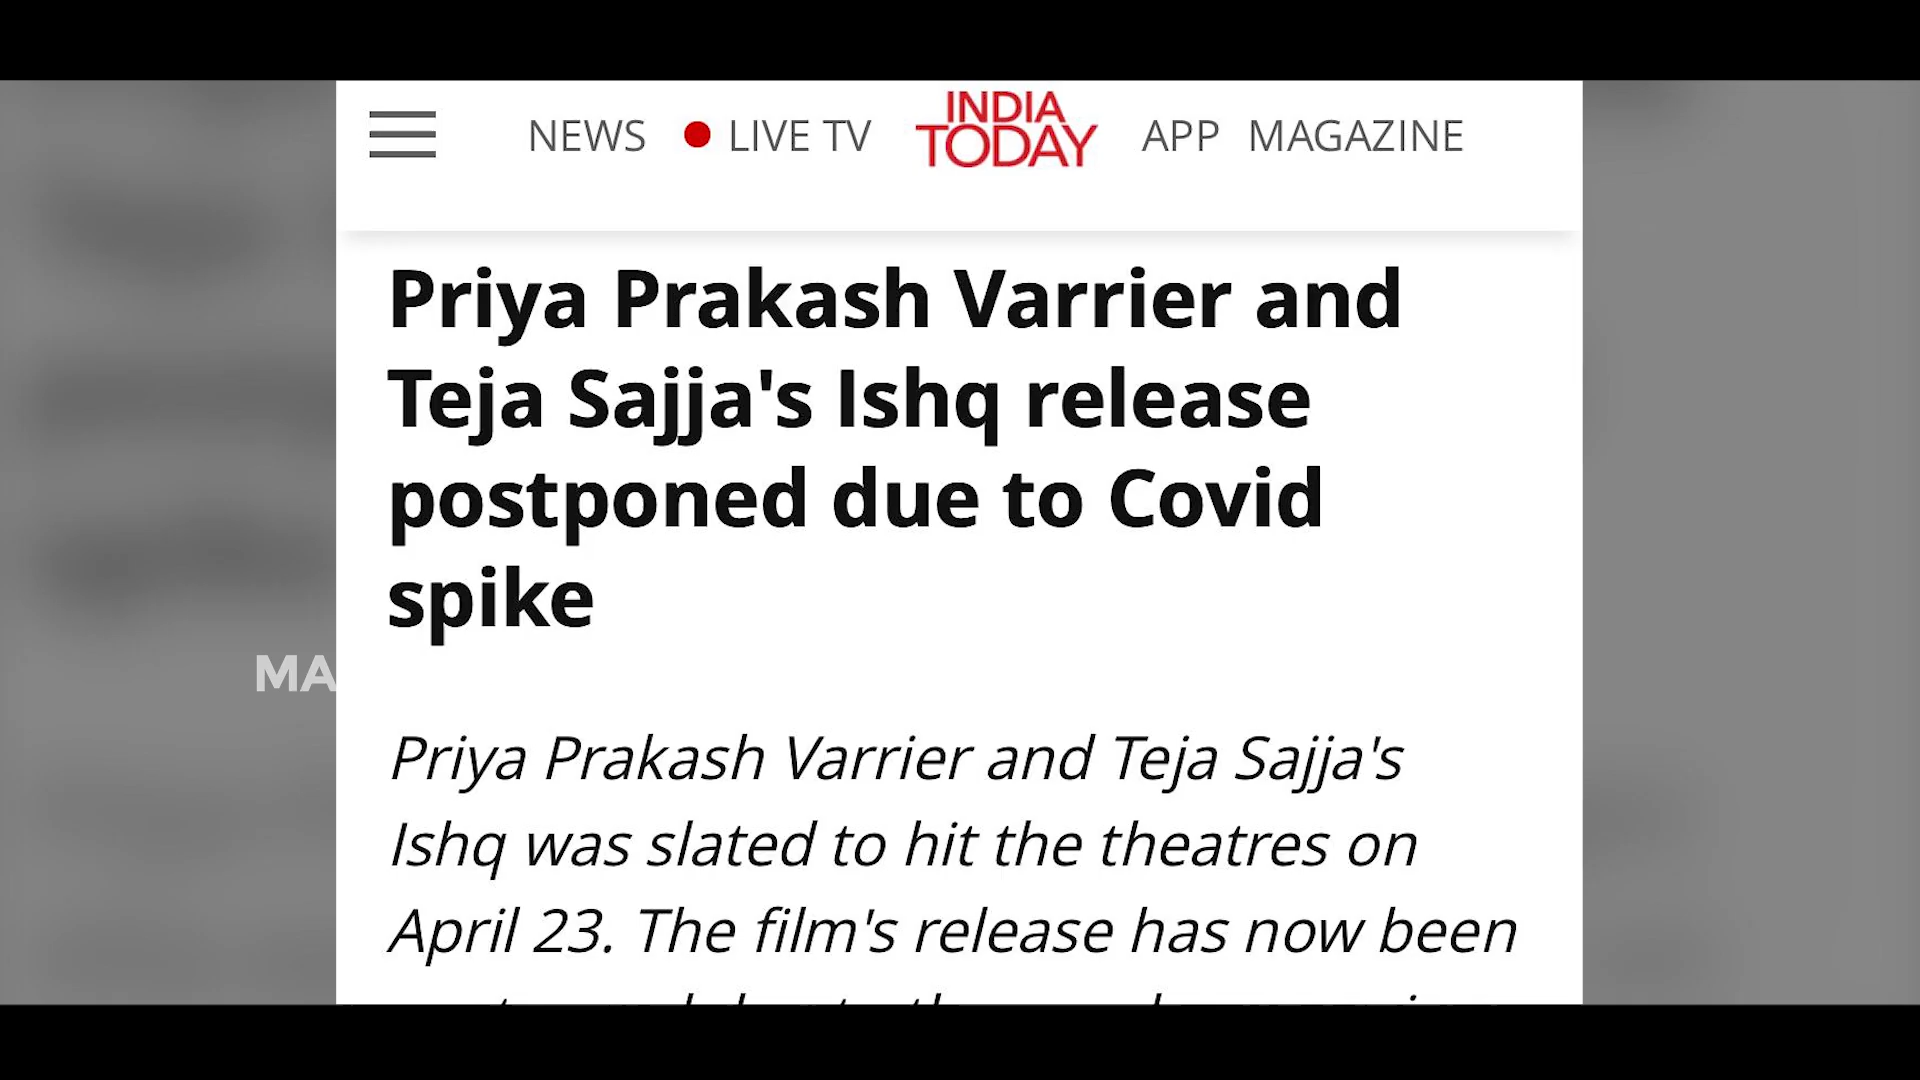 NEWS LIVE TV INDIA TODAY APP MAGAZINE
Priya Prakash Varrier and
Teja Sajja's Ishq release
postponed due to Covid
spike
MA
Priya Prakash Varrier and Teja Sajja's
Ishq was slated to hit the theatres on
April 23. The film's release has now been